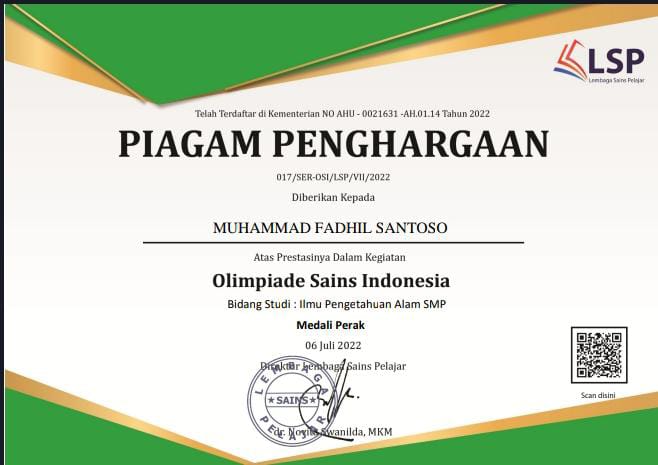 LSP
Lembaga Sains Pelajar
Telah Terdaftar di Kementerian NO AHU - 0021631 -AH.01.14 Tahun 2022
PIAGAM PENGHARGAAN
017/SER-OSI/LSP/VII/2022
Diberikan Kepada
MUHAMMAD FADHIL SANTOSO
Atas Prestasinya Dalam Kegiatan
Olimpiade Sains Indonesia
Bidang Studi : Ilmu Pengetahuan Alam SMP
Medali Perak
06 Juli 2022
Direktur Lembaga Sains Pelajar
LEMBAGA
SAINS
PELAJAR
dr. Novita Swanilda, MKM
Scan disini